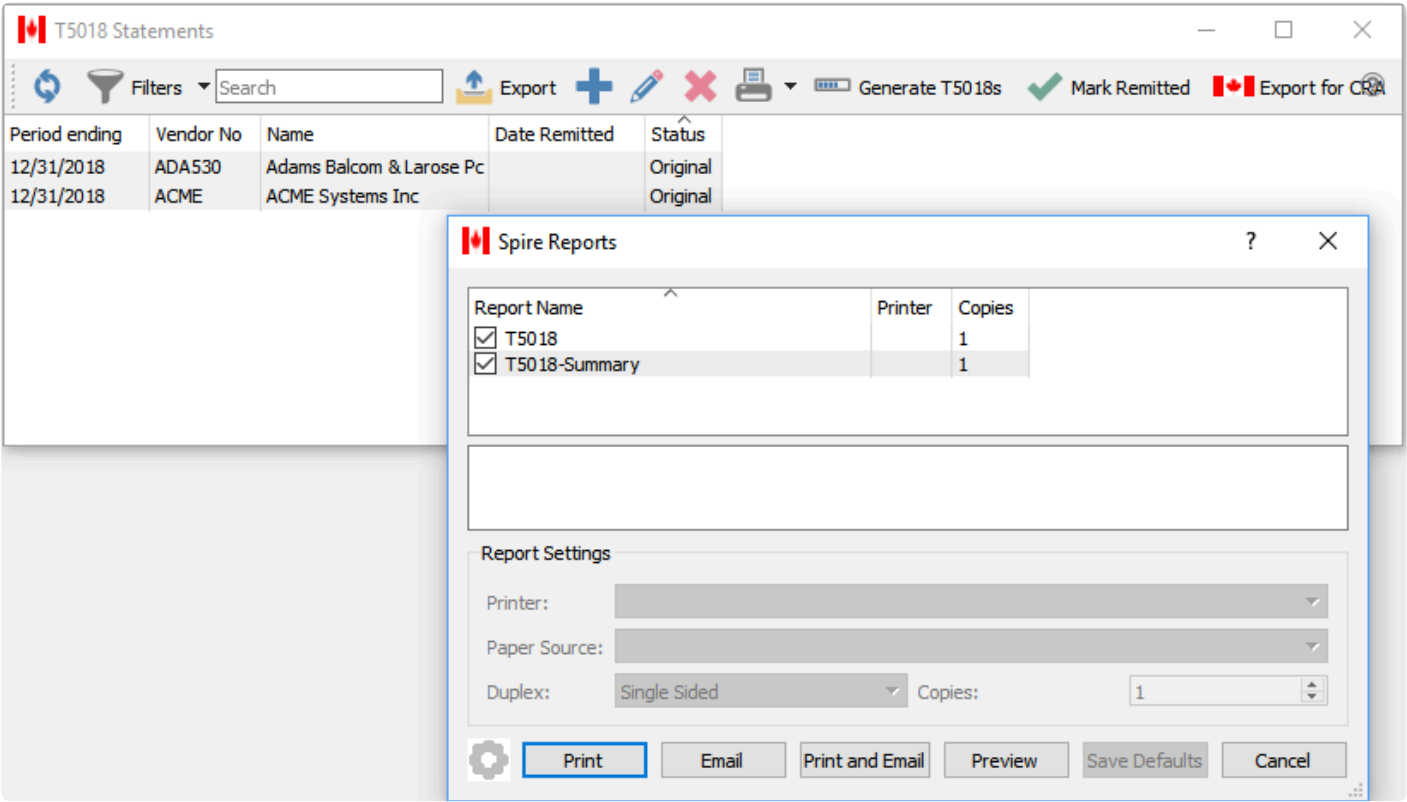 T5018 Statements
Filters Search Export Generate T5018s Mark Remitted Export for CRA
Period ending Vendor No Name Date Remitted Status
12/31/2018 ADA530 Adams Balcom & Larose Pc Original
12/31/2018 ACME ACME Systems Inc Original
Spire Reports ?
Report Name Printer Copies
T5018 1
T5018-Summary 1
Report Settings
Printer:
Paper Source:
Duplex: Single Sided Copies: 1
Print Email Print and Email Preview Save Defaults Cancel